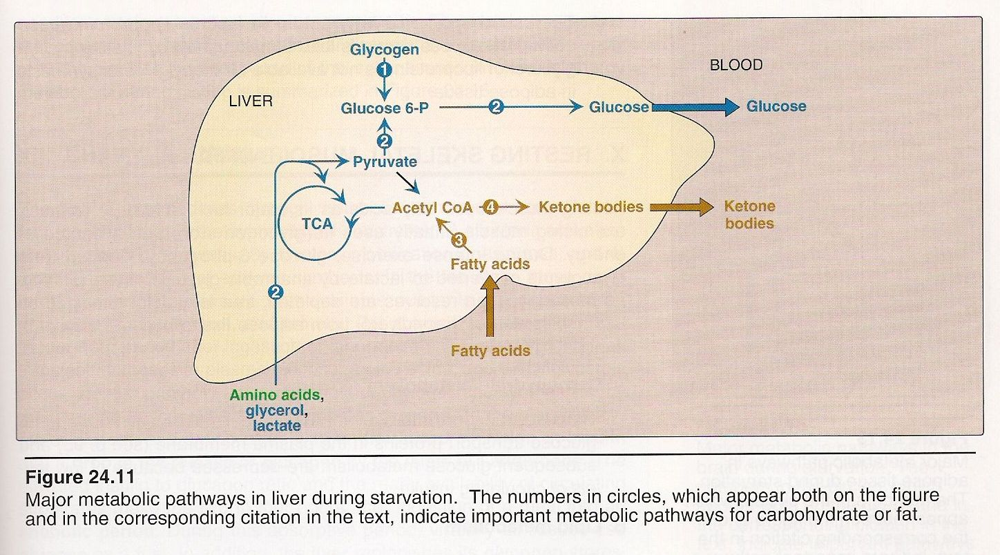 Glycogen
1
BLOOD
LIVER
Glucose 6-P
2
Glucose
Glucose
2
Pyruvate
Acetyl CoA
4
Ketone bodies
Ketone
bodies
TCA
3
Fatty acids
2
Fatty acids
Amino acids,
glycerol,
lactate
Figure 24.11
Major metabolic pathways in liver during starvation. The numbers in circles, which appear both on the figure
and in the corresponding citation in the text, indicate important metabolic pathways for carbohydrate or fat.